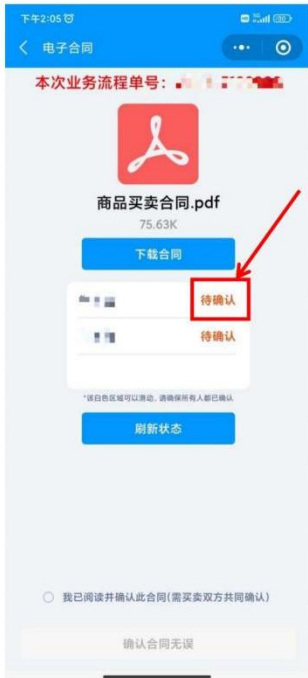 下午2:05
电子合同
本次业务流程单号：
商品买卖合同.pdf
75.63K
下载合同
待确认
待确认
*该白色区域可以滑动，请确保所有人都已确认
刷新状态
我已阅读并确认此合同(需买卖双方共同确认)
确认合同无误